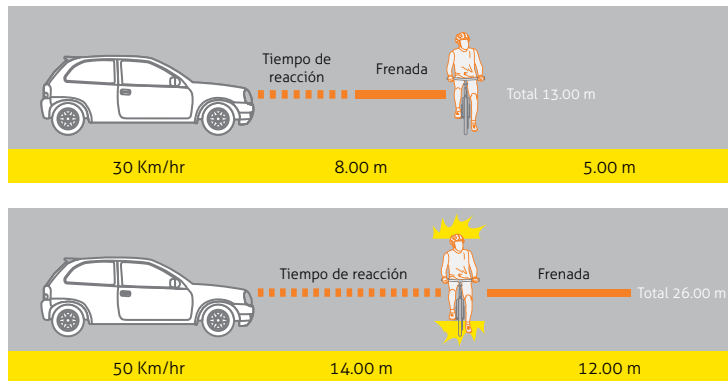 Tiempo de
reacción
Frenada
Total 13.00 m
30 Km/hr 8.00 m 5.00 m
Tiempo de reacción
Frenada
Total 26.00 m
50 Km/hr 14.00 m 12.00 m